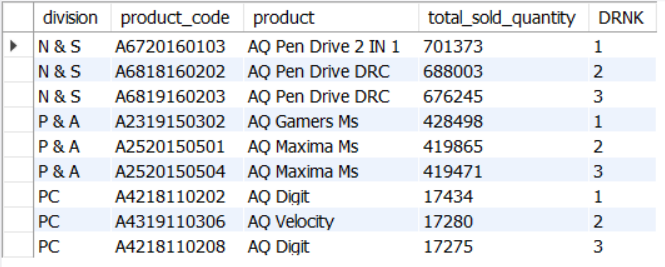 division product_code product total_sold_quantity DRNK
N & S A6720160103 AQ Pen Drive 2 IN 1 701373 1
N & S A6818160202 AQ Pen Drive DRC 688003 2
N & S A6819160203 AQ Pen Drive DRC 676245 3
P & A A2319150302 AQ Gamers Ms 428498 1
P & A A2520150501 AQ Maxima Ms 419865 2
P & A A2520150504 AQ Maxima Ms 419471 3
PC A4218110202 AQ Digit 17434 1
PC A4319110306 AQ Velocity 17280 2
PC A4218110208 AQ Digit 17275 3